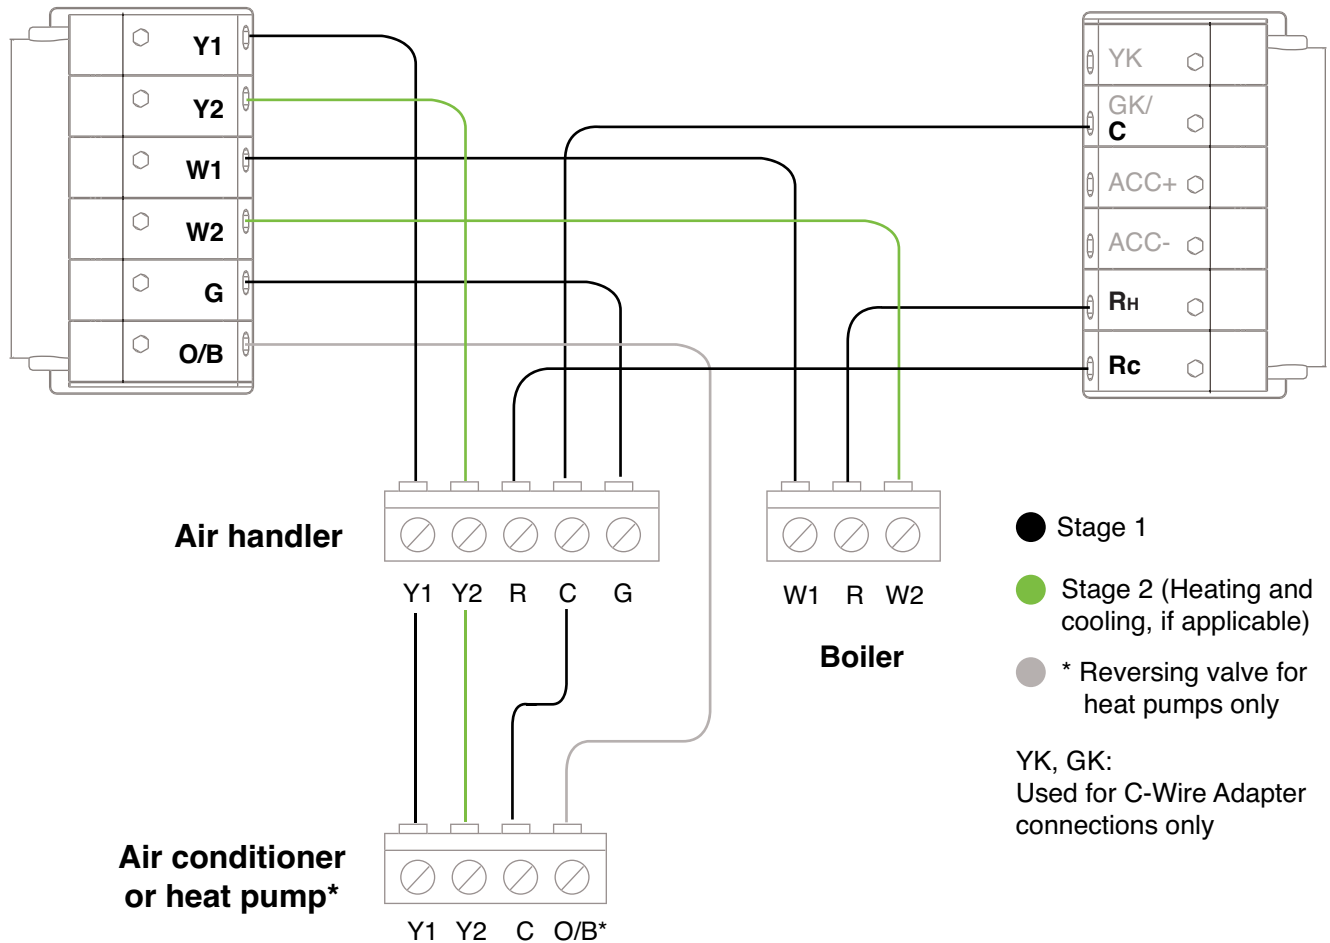 Y1
Y2
W1
W2
G
O/B
YK
GK/
C
ACC+
ACC-
RH
Rc
Air handler
Y1 Y2 R C G
W1 R W2
Boiler
Stage 1
Stage 2 (Heating and
cooling, if applicable)
* Reversing valve for
heat pumps only
YK, GK:
Used for C-Wire Adapter
connections only
Air conditioner
or heat pump*
Y1 Y2 C O/B*